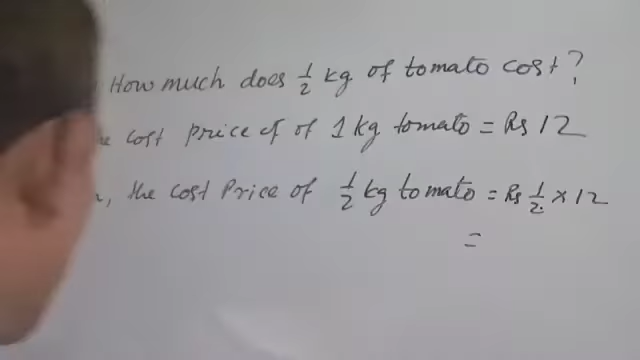 How much does 1/2 kg of tomato cost?
cost price of of 1 kg tomato = Rs 12
the cost Price of 1/2 kg tomato = Rs 1/2 × 12
=